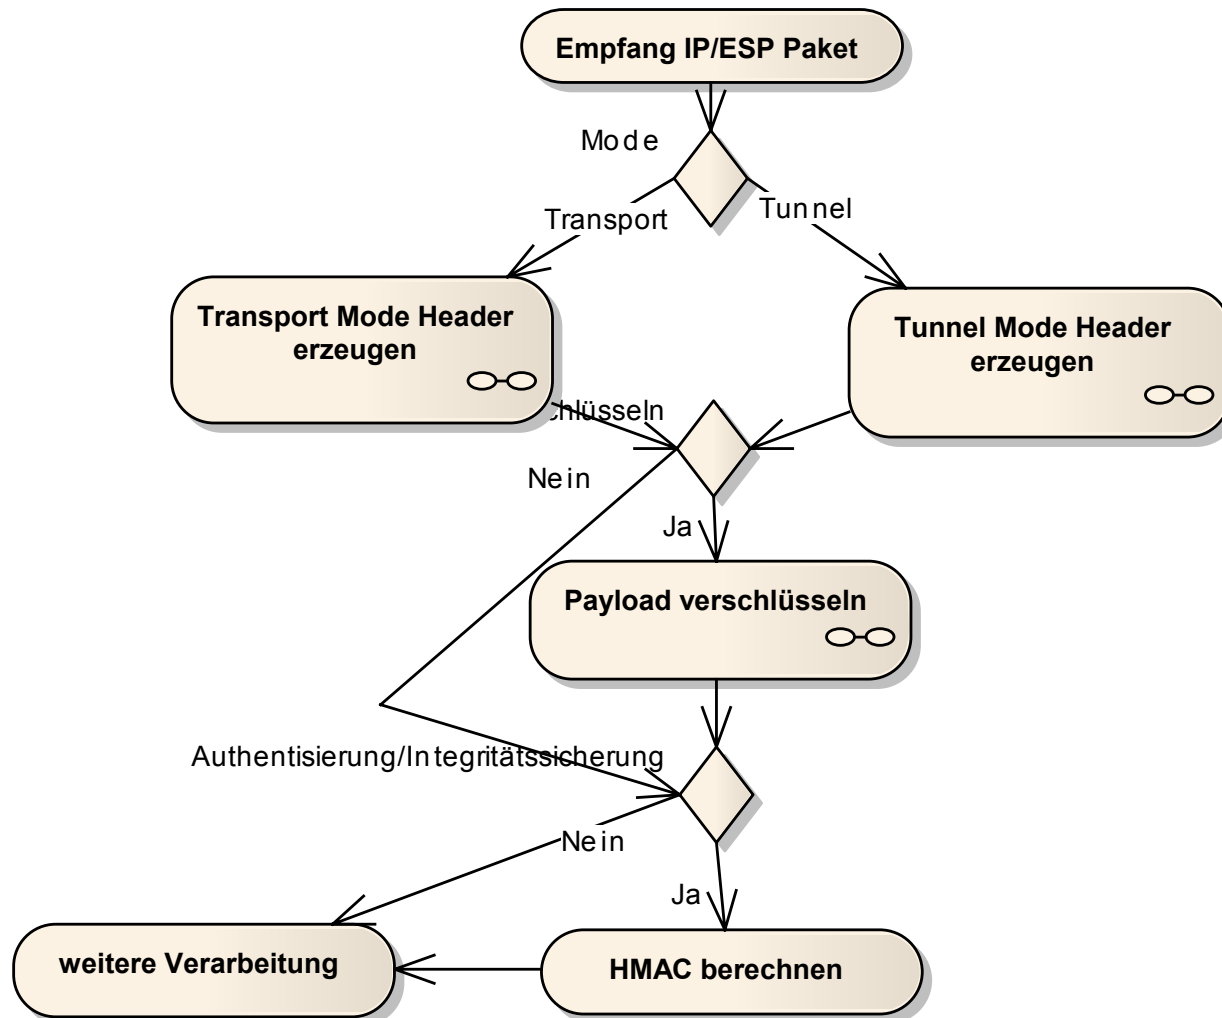 Empfang IP/ESP Paket
Mode
Transport
Tunnel
Transport Mode Header
erzeugen
Tunnel Mode Header
erzeugen
chlüsseln
Nein
Ja
Payload verschlüsseln
Authentisierung/Integritätssicherung
Nein
Ja
weitere Verarbeitung
HMAC berechnen